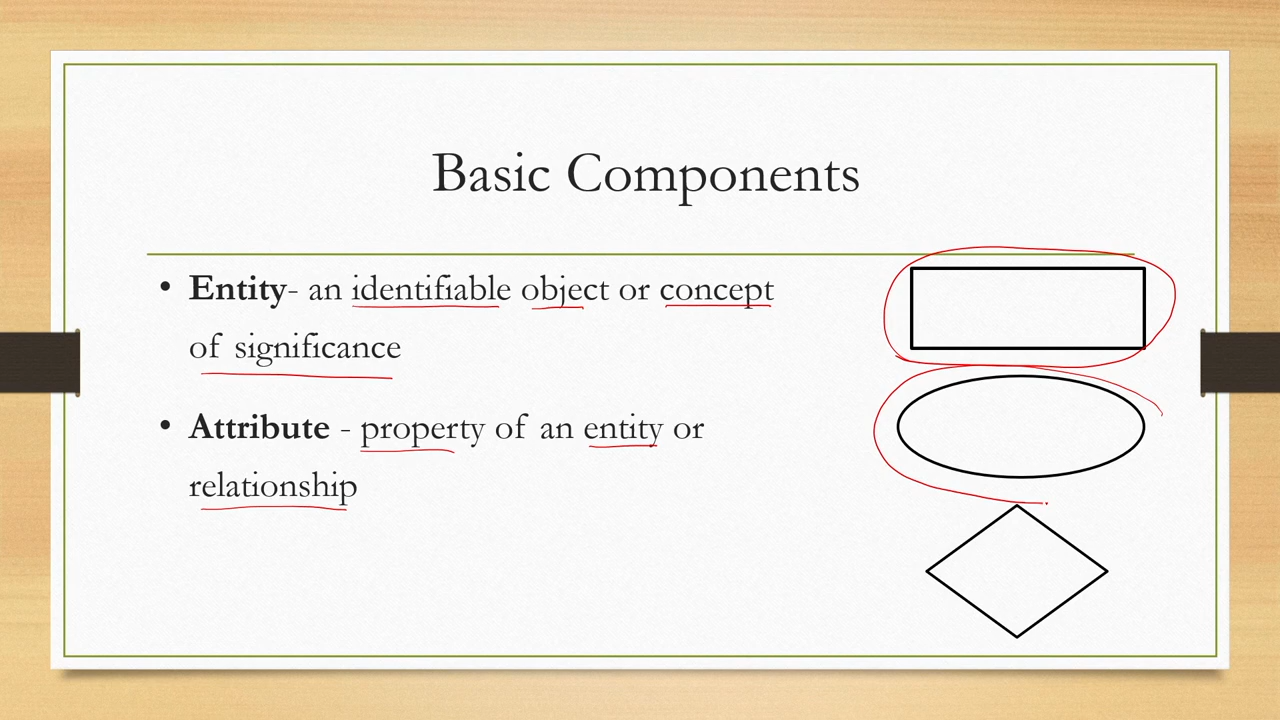 Basic Components
• Entity- an identifiable object or concept
of significance
• Attribute - property of an entity or
relationship